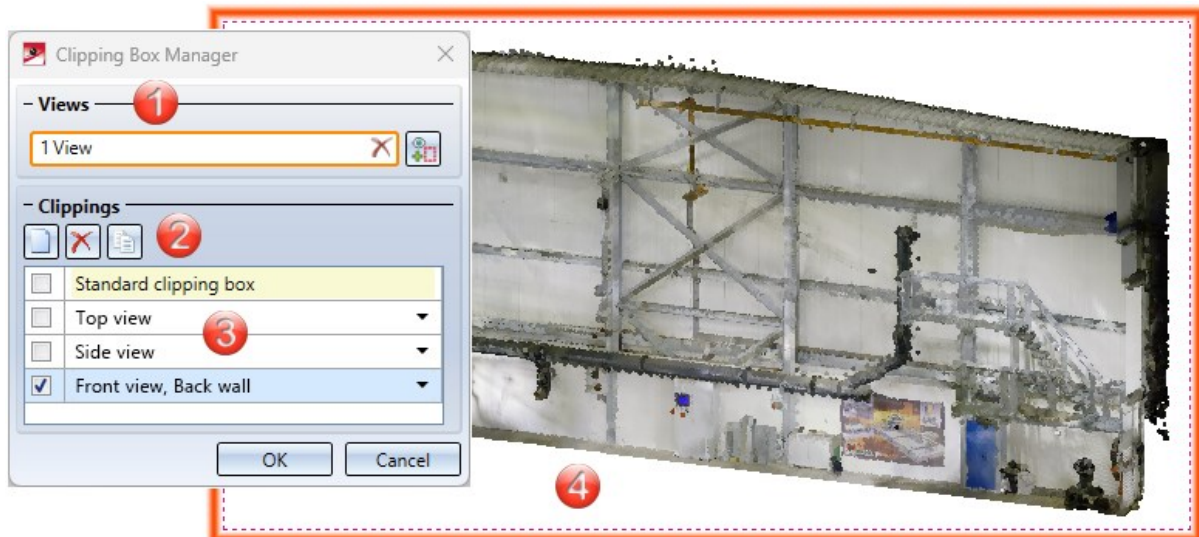 Clipping Box Manager
Views
1
1 View
Clippings
2
Standard clipping box
Top view
3
Side view
Front view, Back wall
OK
Cancel
4